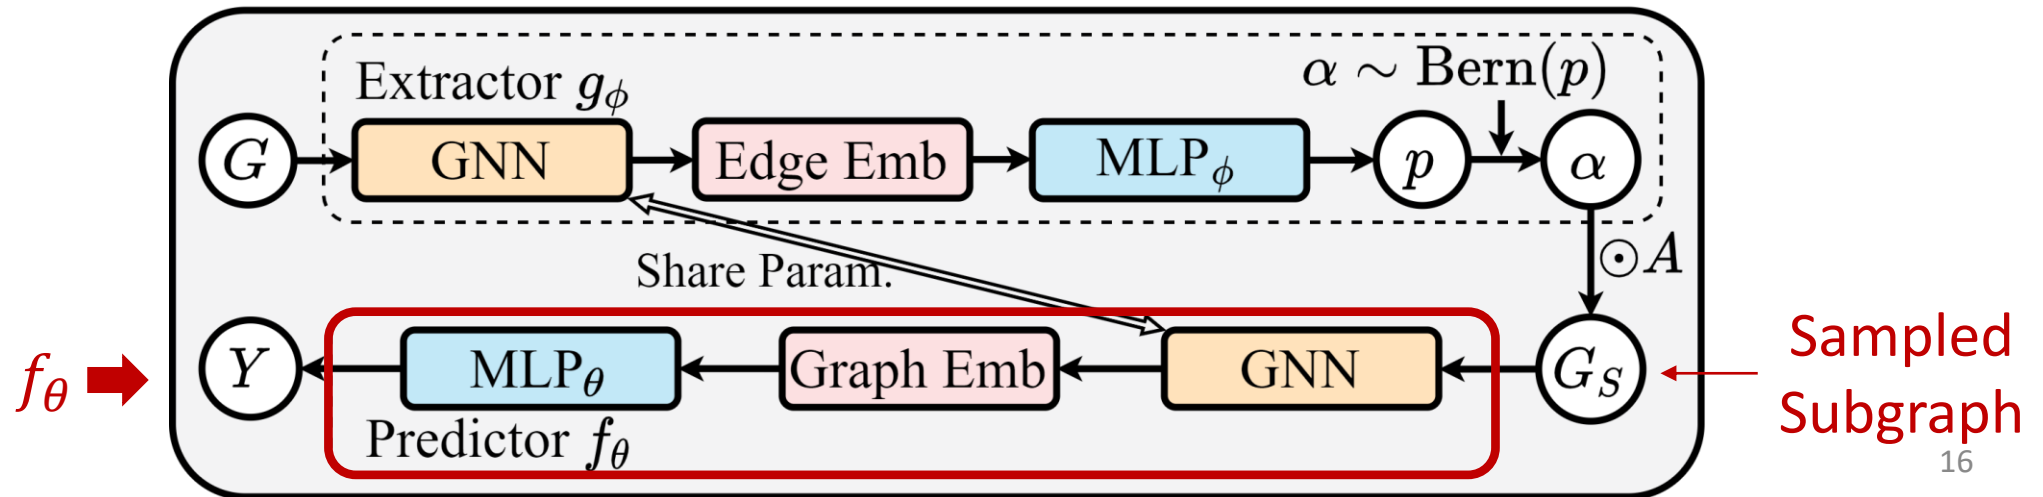 Extractor g_ϕ
α ∼ Bern(p)
G
GNN
Edge Emb
MLP_ϕ
p
α
Share Param.
⊙A
f_θ
Y
MLP_θ
Graph Emb
GNN
G_S
Predictor f_θ
Sampled
Subgraph
16